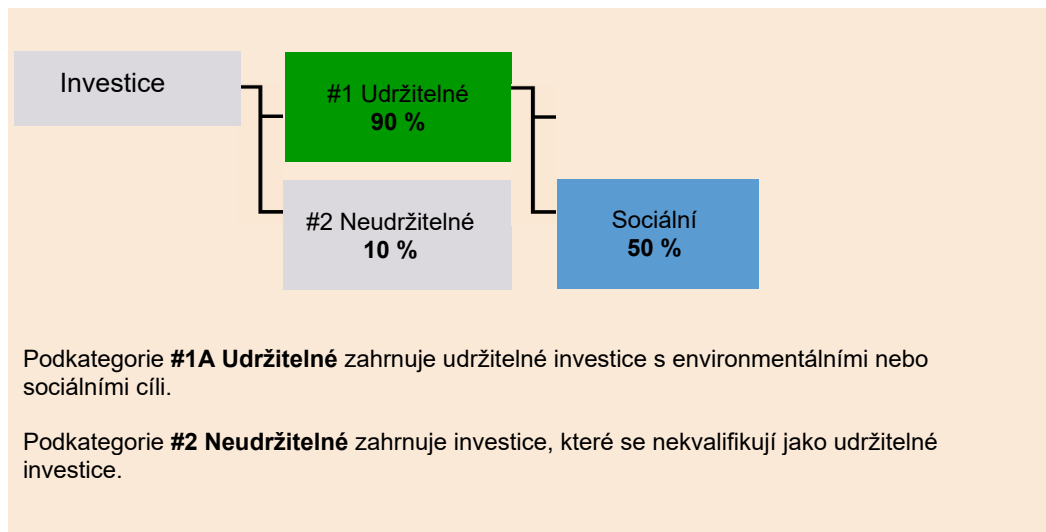 Investice
#1 Udržitelné
90 %
#2 Neudržitelné
10 %
Sociální
50 %
Podkategorie #1A Udržitelné zahrnuje udržitelné investice s environmentálními nebo
sociálními cíli.
Podkategorie #2 Neudržitelné zahrnuje investice, které se nekvalifikují jako udržitelné
investice.